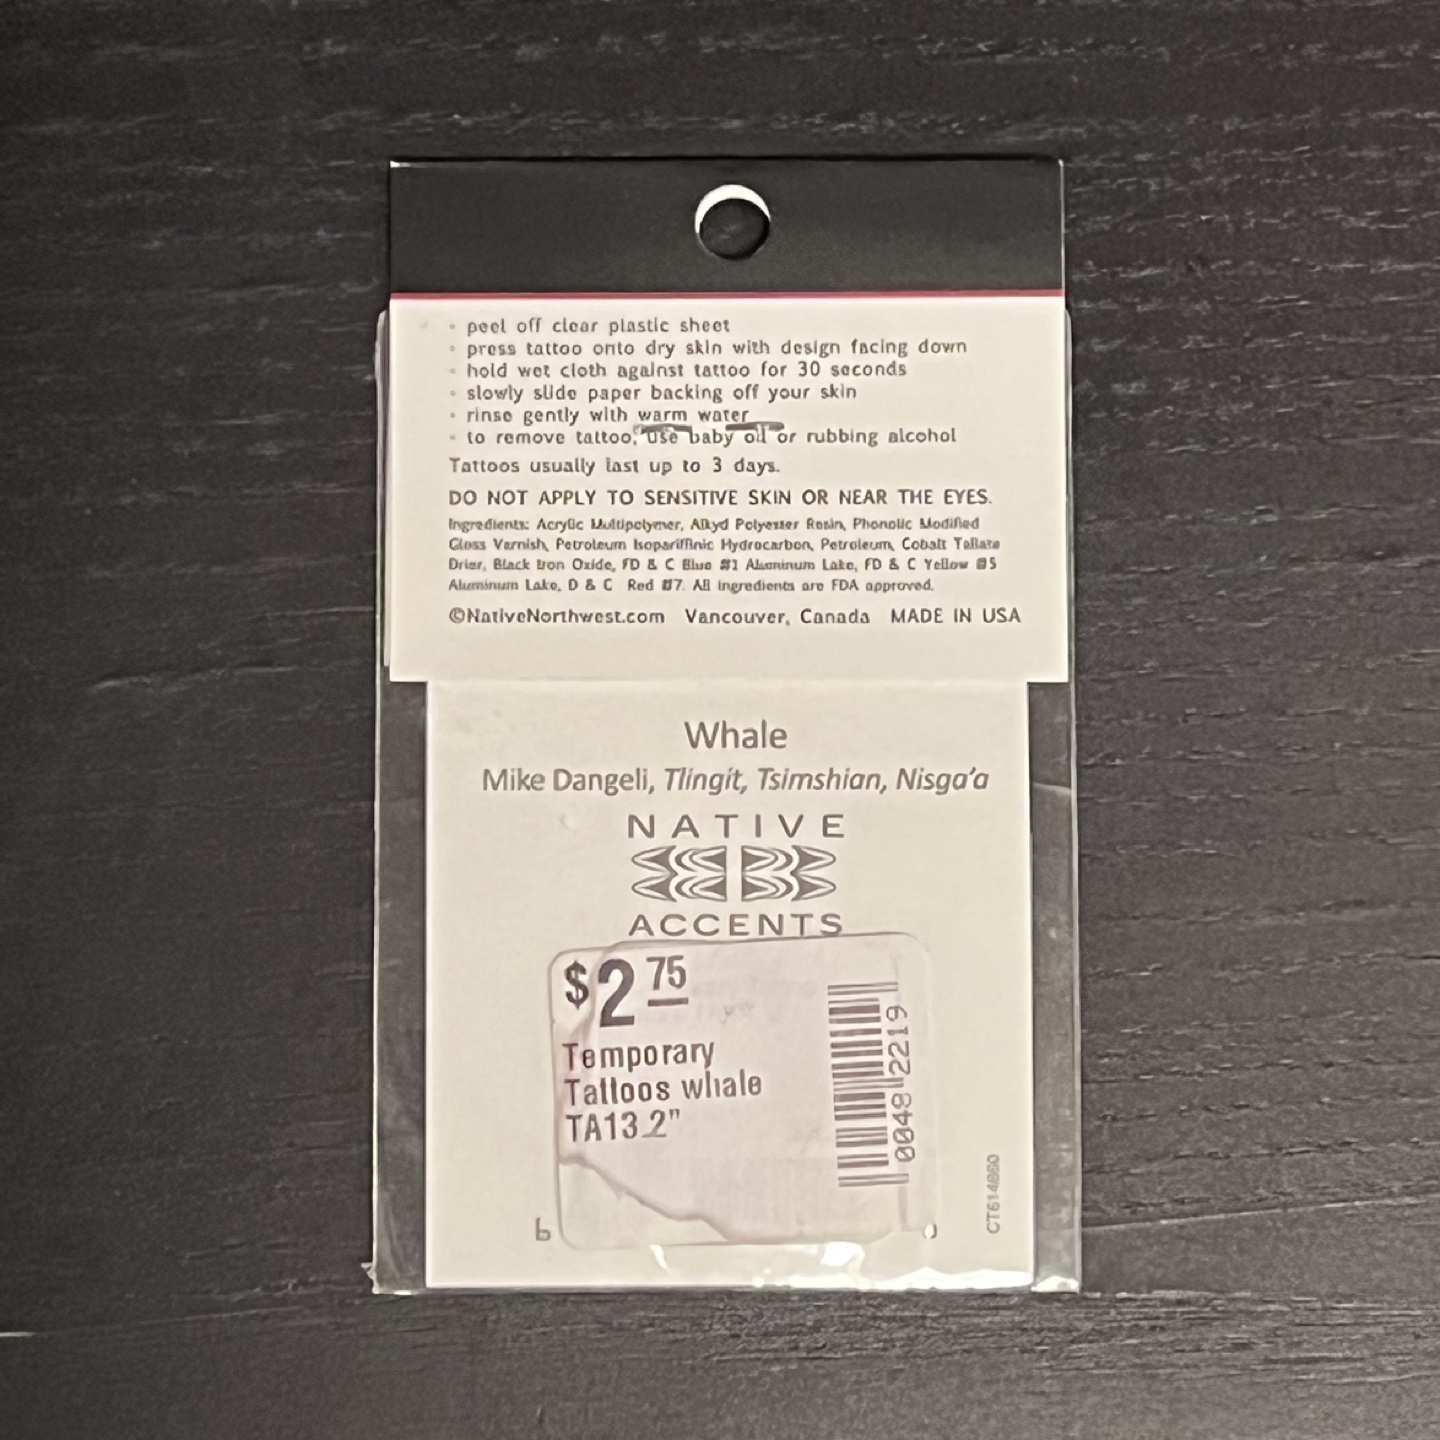 ◦ peel off clear plastic sheet
◦ press tattoo onto dry skin with design facing down
◦ hold wet cloth against tattoo for 30 seconds
◦ slowly slide paper backing off your skin
◦ rinse gently with warm water
◦ to remove tattoo, use baby oil or rubbing alcohol
Tattoos usually last up to 3 days.
DO NOT APPLY TO SENSITIVE SKIN OR NEAR THE EYES.
Ingredients: Acrylic Multipolymer, Alkyd Polyester Resin, Phenolic Modified
Gloss Varnish, Petroleum Isopariffinic Hydrocarbon, Petroleum, Cobalt Tallate
Drier, Black Iron Oxide, FD & C Blue #1 Aluminum Lake, FD & C Yellow #5
Aluminum Lake, D & C Red #7. All ingredients are FDA approved.
©NativeNorthwest.com Vancouver, Canada MADE IN USA
Whale
Mike Dangeli, Tlingit, Tsimshian, Nisga'a
NATIVE
ACCENTS
$2 75
Temporary
Tattoos whale
TA13 2"
0048 2219
6